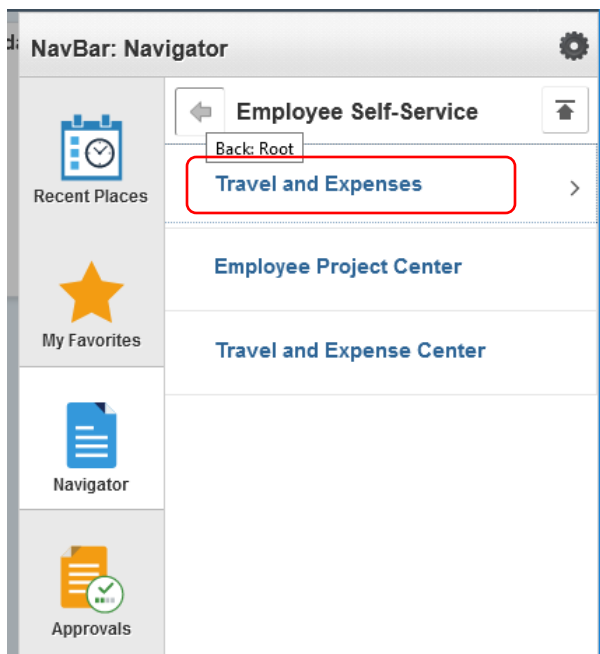 NavBar: Navigator
Employee Self-Service
Back: Root
Recent Places
Travel and Expenses
Employee Project Center
My Favorites
Travel and Expense Center
Navigator
Approvals